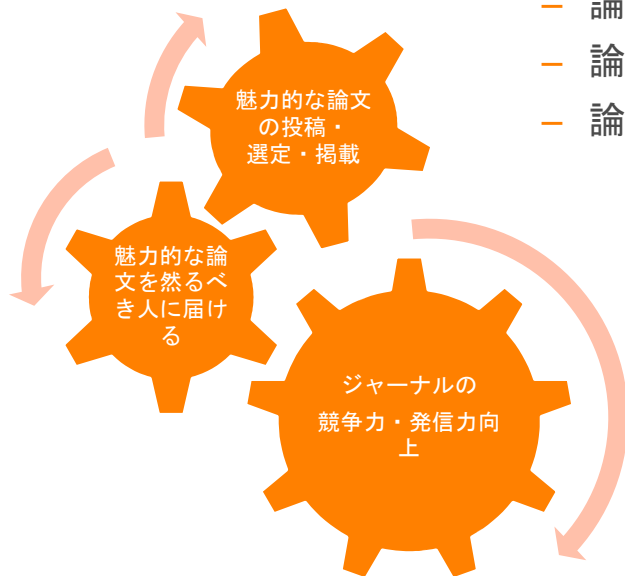 – 論
– 論
– 論
魅力的な論文
の投稿・
選定・掲載
魅力的な論
文を然るべ
き人に届け
る
ジャーナルの
競争力・発信力向
上